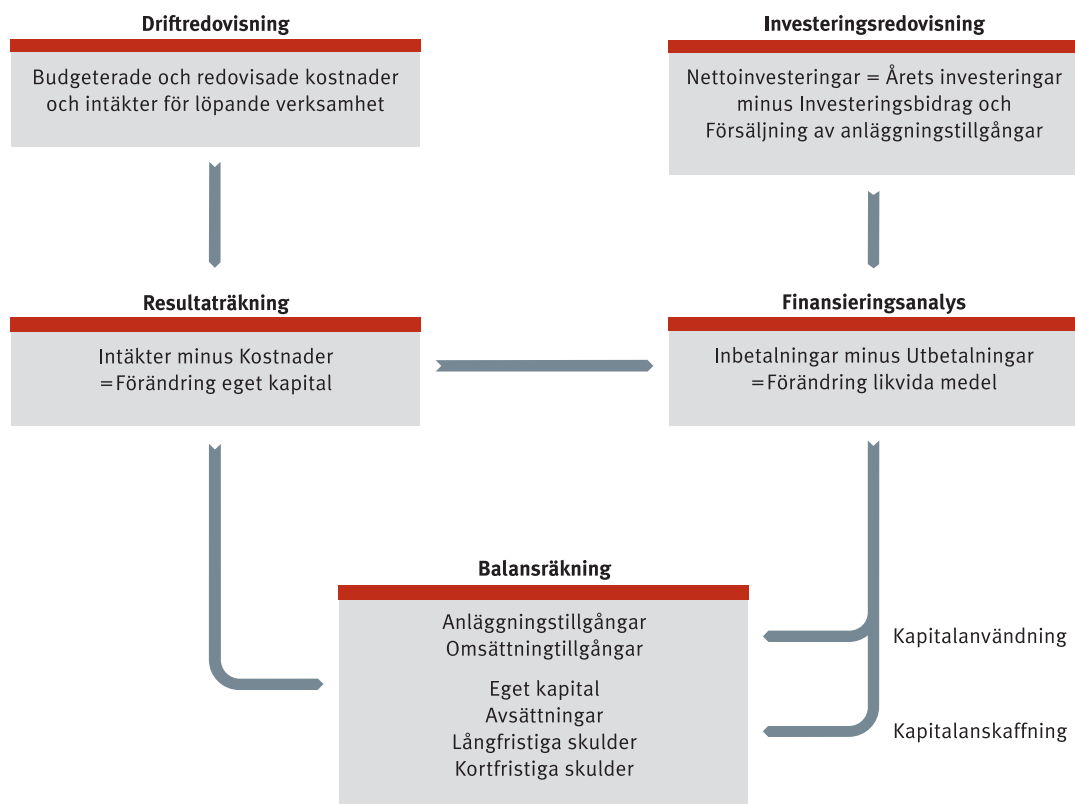 Driftredovisning
Budgeterade och redovisade kostnader
och intäkter för löpande verksamhet
Investeringsredovisning
Nettoinvesteringar = Årets investeringar
minus Investeringsbidrag och
Försäljning av anläggningstillgångar
Resultaträkning
Intäkter minus Kostnader
=Förändring eget kapital
Finansieringsanalys
Inbetalningar minus Utbetalningar
=Förändring likvida medel
Balansräkning
Anläggningstillgångar
Omsättningtillgångar
Eget kapital
Avsättningar
Långfristiga skulder
Kortfristiga skulder
Kapitalanvändning
Kapitalanskaffning